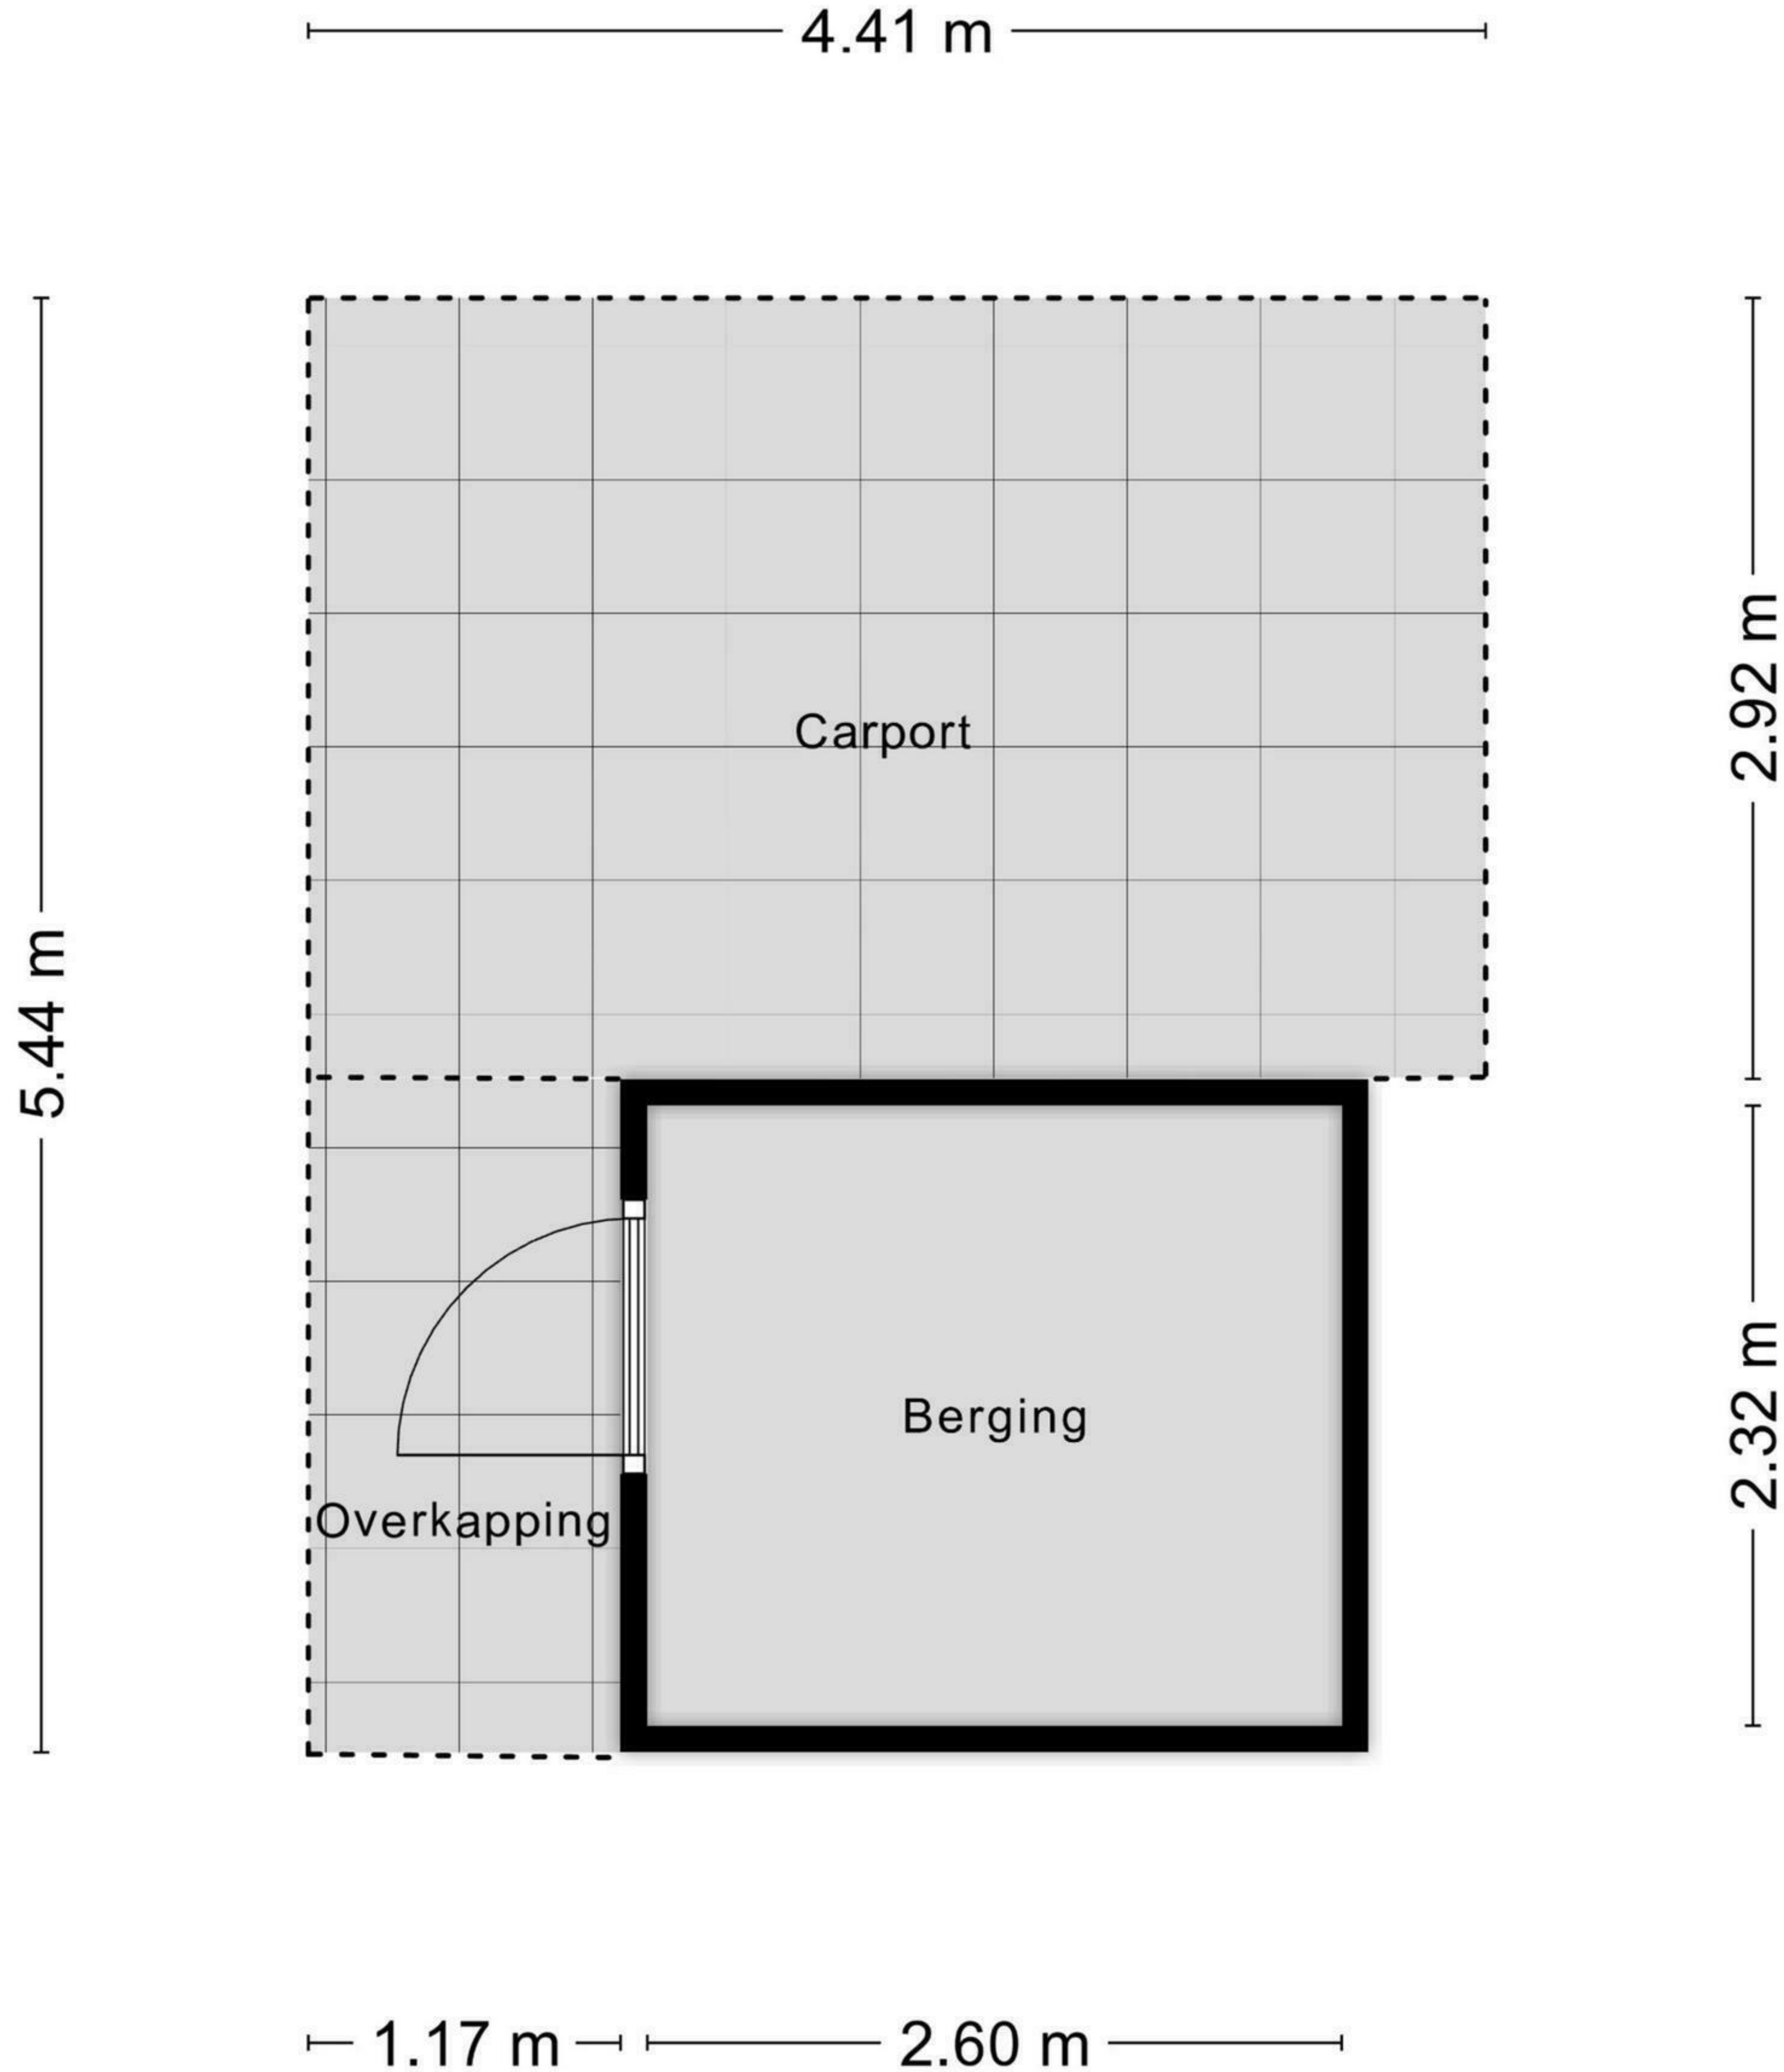 4.41 m
Carport
2.92 m
5.44 m
Berging
2.32 m
Overkapping
1.17 m
2.60 m